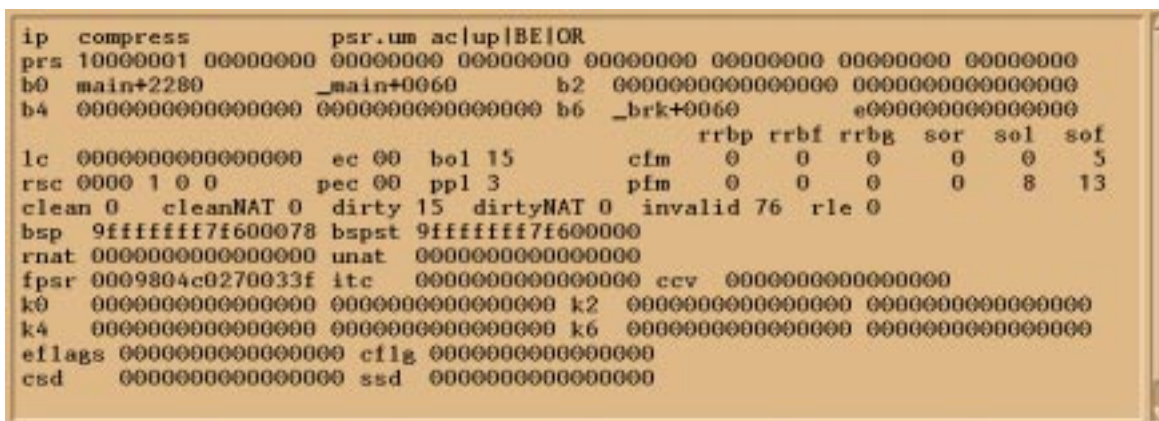 ip compress psr.um ac|up|BE|OR
prs 10000001 00000000 00000000 00000000 00000000 00000000 00000000 00000000
b0 main+2280 _main+0060 b2 0000000000000000 0000000000000000
b4 0000000000000000 0000000000000000 b6 _brk+0060 e000000000000000
rrbp rrbf rrbg sor sol sof
lc 0000000000000000 ec 00 bol 15 cfm 0 0 0 0 0 5
rsc 0000 1 0 0 pec 00 ppl 3 pfm 0 0 0 0 8 13
clean 0 cleanNAT 0 dirty 15 dirtyNAT 0 invalid 76 rle 0
bsp 9fffffff7f600078 bspst 9fffffff7f600000
rnat 0000000000000000 unat 0000000000000000
fpsr 0009804c0270033f itc 0000000000000000 ccv 0000000000000000
k0 0000000000000000 0000000000000000 k2 0000000000000000 0000000000000000
k4 0000000000000000 0000000000000000 k6 0000000000000000 0000000000000000
eflags 0000000000000000 cflg 0000000000000000
csd 0000000000000000 ssd 0000000000000000